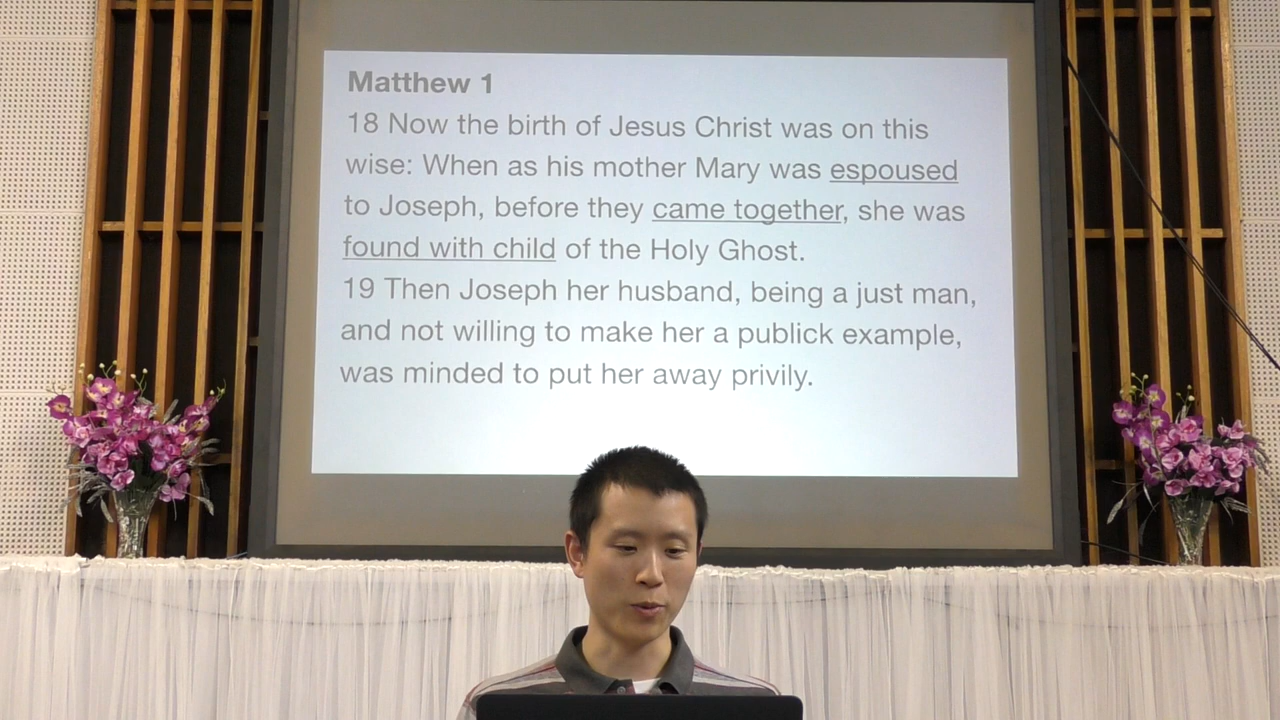 Matthew 1
18 Now the birth of Jesus Christ was on this
wise: When as his mother Mary was espoused
to Joseph, before they came together, she was
found with child of the Holy Ghost.
19 Then Joseph her husband, being a just man,
and not willing to make her a publick example,
was minded to put her away privily.